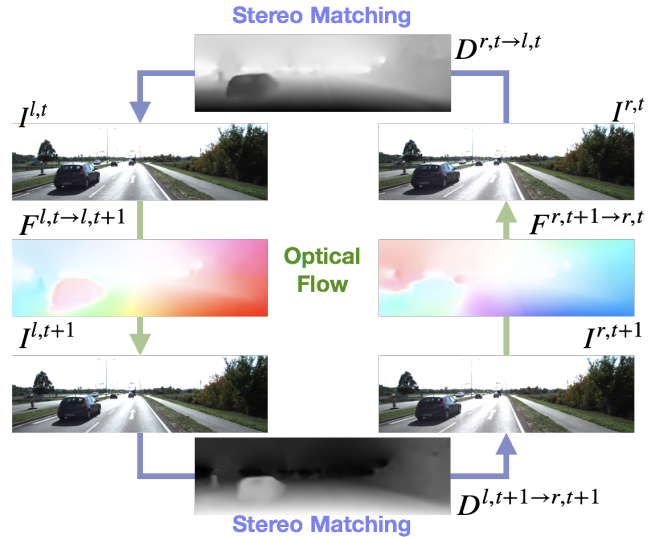 Stereo Matching
D^{r,t→l,t}
I^{l,t}
I^{r,t}
F^{l,t→l,t+1}
F^{r,t+1→r,t}
Optical
Flow
I^{l,t+1}
I^{r,t+1}
D^{l,t+1→r,t+1}
Stereo Matching